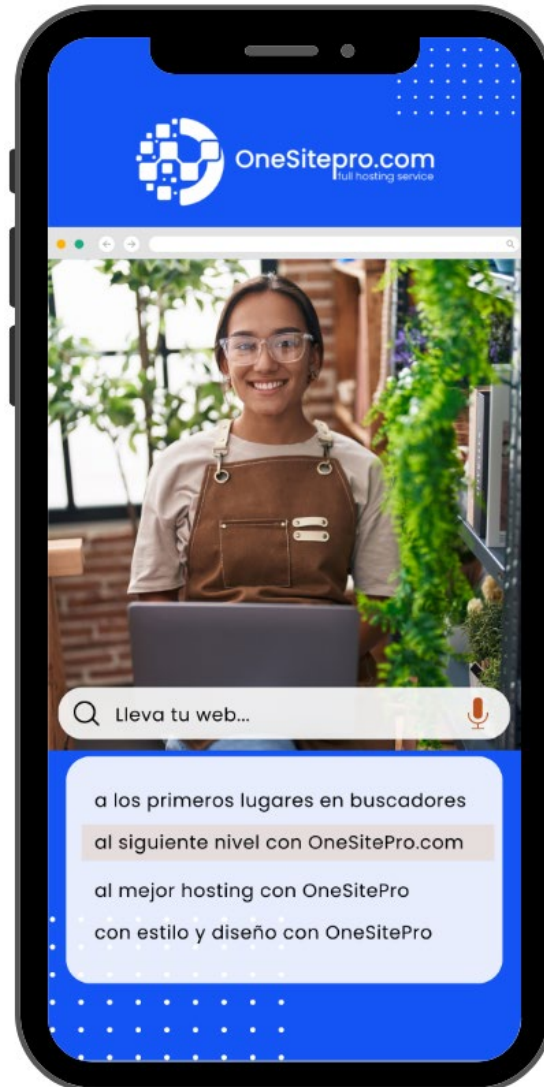 OneSitepro.com
full hosting service
Lleva tu web...
a los primeros lugares en buscadores
al siguiente nivel con OneSitePro.com
al mejor hosting con OneSitePro
con estilo y diseño con OneSitePro